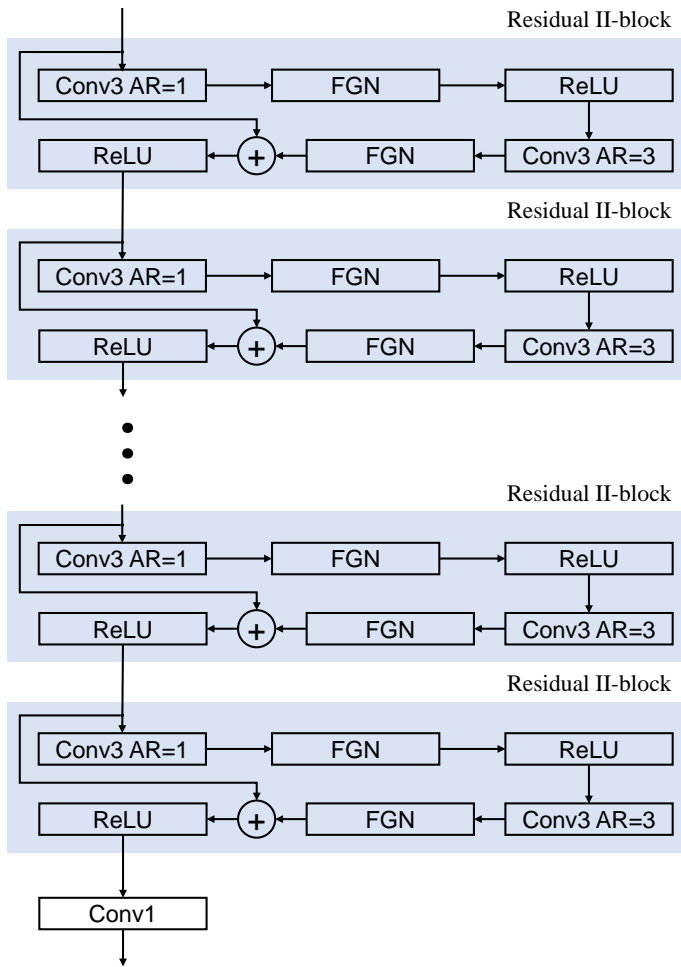 Residual II-block
Conv3 AR=1 FGN ReLU
ReLU + FGN Conv3 AR=3
Residual II-block
Conv3 AR=1 FGN ReLU
ReLU + FGN Conv3 AR=3
Residual II-block
Conv3 AR=1 FGN ReLU
ReLU + FGN Conv3 AR=3
Residual II-block
Conv3 AR=1 FGN ReLU
ReLU + FGN Conv3 AR=3
Conv1